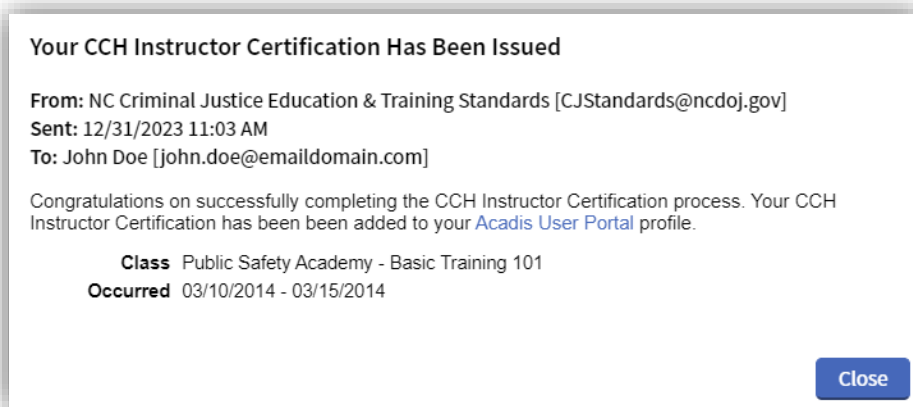 Your CCH Instructor Certification Has Been Issued
From: NC Criminal Justice Education & Training Standards [CJStandards@ncdoj.gov]
Sent: 12/31/2023 11:03 AM
To: John Doe [john.doe@emaildomain.com]
Congratulations on successfully completing the CCH Instructor Certification process. Your CCH
Instructor Certification has been been added to your Acadis User Portal profile.
Class Public Safety Academy - Basic Training 101
Occurred 03/10/2014 - 03/15/2014
Close